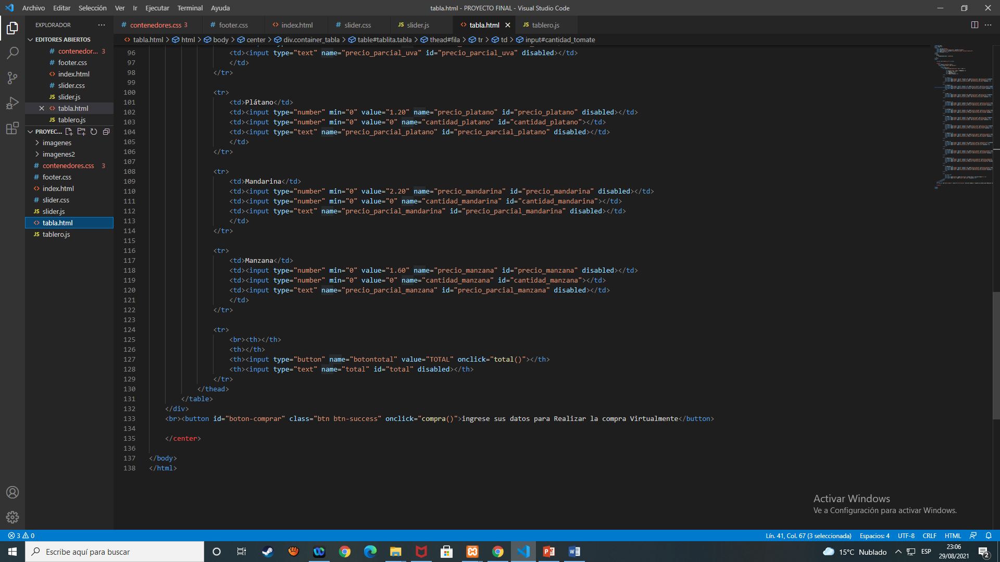 Archivo Editar Selección Ver Ir Ejecutar Terminal Ayuda
tabla.html - PROYECTO FINAL - Visual Studio Code
EXPLORADOR
contenedores.css 3
footer.css
index.html
slider.css
slider.js
tabla.html
tablero.js
EDITORES ABIERTOS
contenedor... 3
footer.css
index.html
slider.css
slider.js
tabla.html
tablero.js
PROYEC...
imagenes
imagenes2
contenedores.css 3
footer.css
index.html
slider.css
slider.js
tabla.html
tablero.js
tabla.html > html > body > center > div.container_tabla > table#tablita.tabla > thead#fila > tr > td > input#cantidad_tomate
96 <td><input type="text" name="precio_parcial_uva" id="precio_parcial_uva" disabled></td>
97 </td>
98 </tr>
99
100 <tr>
101 <td>Plátano</td>
102 <td><input type="number" min="0" value="1.20" name="precio_platano" id="precio_platano" disabled></td>
103 <td><input type="number" min="0" value="0" name="cantidad_platano" id="cantidad_platano"></td>
104 <td><input type="text" name="precio_parcial_platano" id="precio_parcial_platano" disabled></td>
105 </td>
106 </tr>
107
108 <tr>
109 <td>Mandarina</td>
110 <td><input type="number" min="0" value="2.20" name="precio_mandarina" id="precio_mandarina" disabled></td>
111 <td><input type="number" min="0" value="0" name="cantidad_mandarina" id="cantidad_mandarina"></td>
112 <td><input type="text" name="precio_parcial_mandarina" id="precio_parcial_mandarina" disabled></td>
113 </td>
114 </tr>
115
116 <tr>
117 <td>Manzana</td>
118 <td><input type="number" min="0" value="1.60" name="precio_manzana" id="precio_manzana" disabled></td>
119 <td><input type="number" min="0" value="0" name="cantidad_manzana" id="cantidad_manzana"></td>
120 <td><input type="text" name="precio_parcial_manzana" id="precio_parcial_manzana" disabled></td>
121 </td>
122 </tr>
123
124 <tr>
125 <br><th></th>
126 <th></th>
127 <th><input type="button" name="botontotal" value="TOTAL" onclick="total()"></th>
128 <th><input type="text" name="total" id="total" disabled></th>
129 </tr>
130 </thead>
131 </table>
132 </div>
133 <br><button id="boton-comprar" class="btn btn-success" onclick="compra()">ingrese sus datos para Realizar la compra Virtualmente</button>
134
135 </center>
136
137 </body>
138 </html>
Activar Windows
Ve a Configuración para activar Windows.
3 0
Lín. 41, Col. 67 (3 seleccionada) Espacios: 4 UTF-8 CRLF HTML
Escribe aquí para buscar
15°C Nublado
ESP
23:06
29/08/2021
2